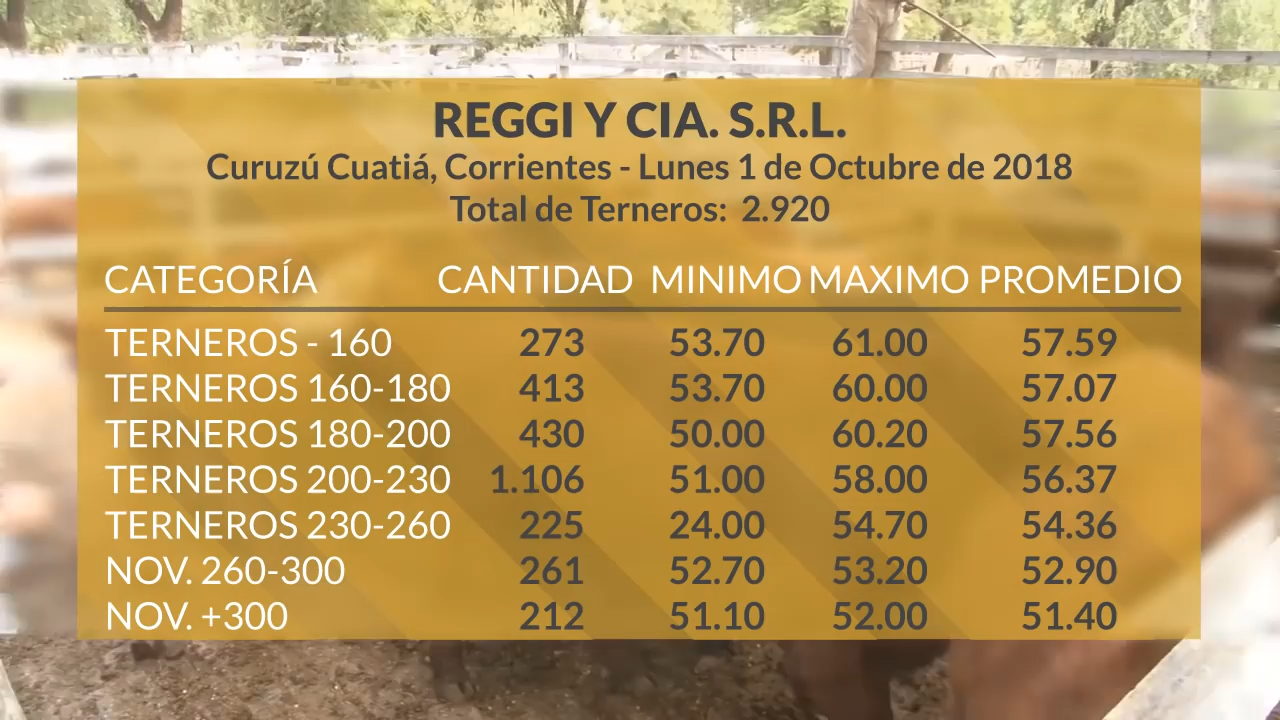 REGGI Y CIA. S.R.L.
Curuzú Cuatiá, Corrientes - Lunes 1 de Octubre de 2018
Total de Terneros: 2.920
CATEGORÍA CANTIDAD MINIMO MAXIMO PROMEDIO
TERNEROS - 160 273 53.70 61.00 57.59
TERNEROS 160-180 413 53.70 60.00 57.07
TERNEROS 180-200 430 50.00 60.20 57.56
TERNEROS 200-230 1.106 51.00 58.00 56.37
TERNEROS 230-260 225 24.00 54.70 54.36
NOV. 260-300 261 52.70 53.20 52.90
NOV. +300 212 51.10 52.00 51.40